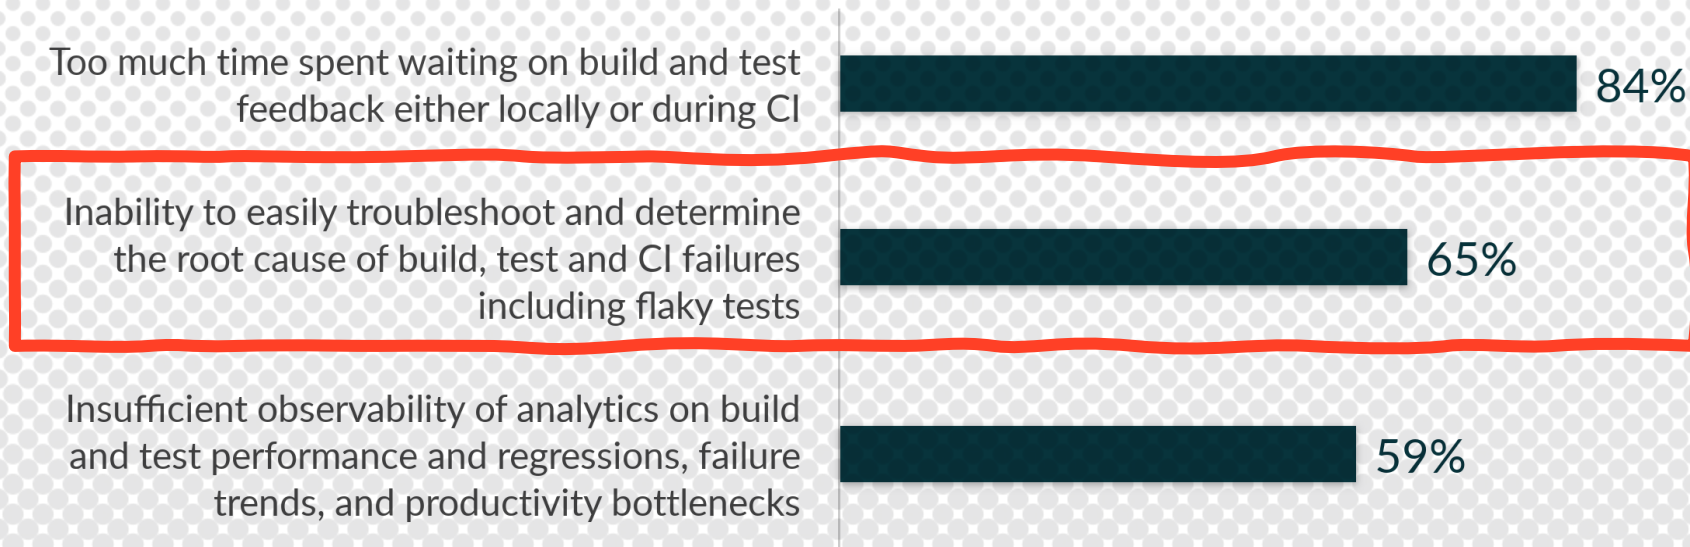 Too much time spent waiting on build and test
feedback either locally or during CI
84%
Inability to easily troubleshoot and determine
the root cause of build, test and CI failures
including flaky tests
65%
Insufficient observability of analytics on build
and test performance and regressions, failure
trends, and productivity bottlenecks
59%